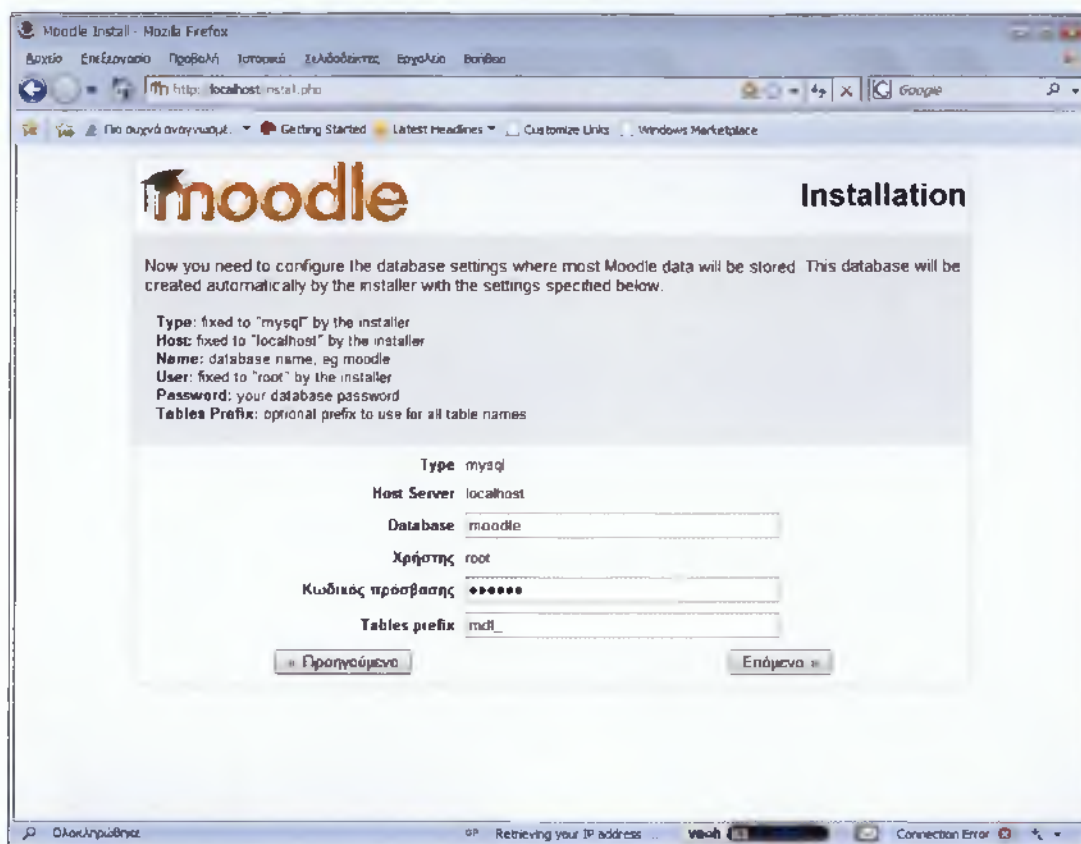 Moodle Install - Mozilla Firefox
Αρχείο Επεξεργασία Προβολή Ιστορικό Σελιδοδείκτες Εργαλεία Βοήθεια
http: localhost install.php
Google
Πιο συχνά αναγνωσμέ.. Getting Started Latest Headlines Customize Links Windows Marketplace
moodle
Installation
Now you need to configure the database settings where most Moodle data will be stored. This database will be
created automatically by the installer with the settings specified below.
Type: fixed to "mysql" by the installer
Host: fixed to "localhost" by the installer
Name: database name, eg moodle
User: fixed to "root" by the installer
Password: your database password
Tables Prefix: optional prefix to use for all table names
Type mysql
Host Server localhost
Database moodle
Χρήστης root
Κωδικός πρόσβασης ••••••
Tables prefix mdl_
« Προηγούμενο
Επόμενο »
Ολοκληρώθηκε
GP Retrieving your IP address ...
Connection Error